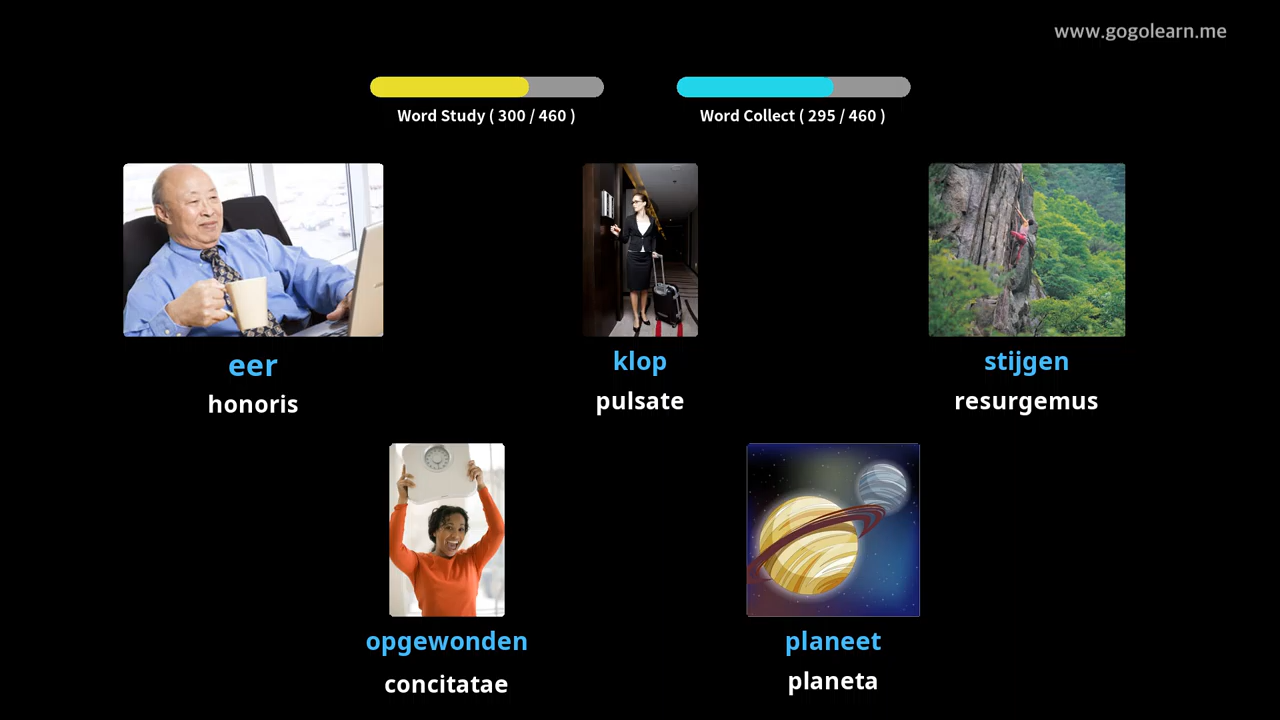 www.gogolearn.me
Word Study ( 300 / 460 )
Word Collect ( 295 / 460 )
eer
honoris
klop
pulsate
stijgen
resurgemus
opgewonden
concitatae
planeet
planeta